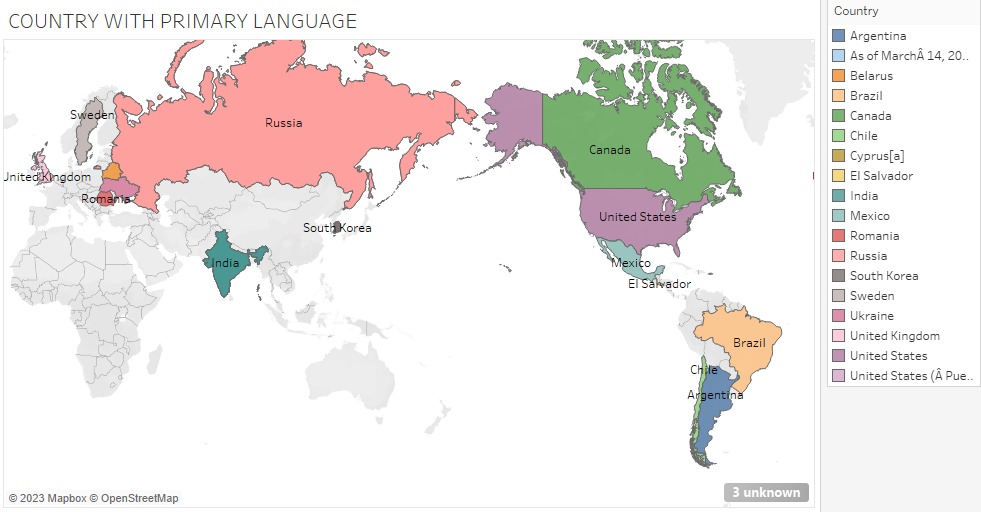 COUNTRY WITH PRIMARY LANGUAGE
Sweden
Russia
United Kingdom
Romania
South Korea
India
Canada
United States
Mexico
El Salvador
Brazil
Chile
Argentina
© 2023 Mapbox © OpenStreetMap
3 unknown
Country
Argentina
As of MarchÂ 14, 20..
Belarus
Brazil
Canada
Chile
Cyprus[a]
El Salvador
India
Mexico
Romania
Russia
South Korea
Sweden
Ukraine
United Kingdom
United States
United States (Â Pue..